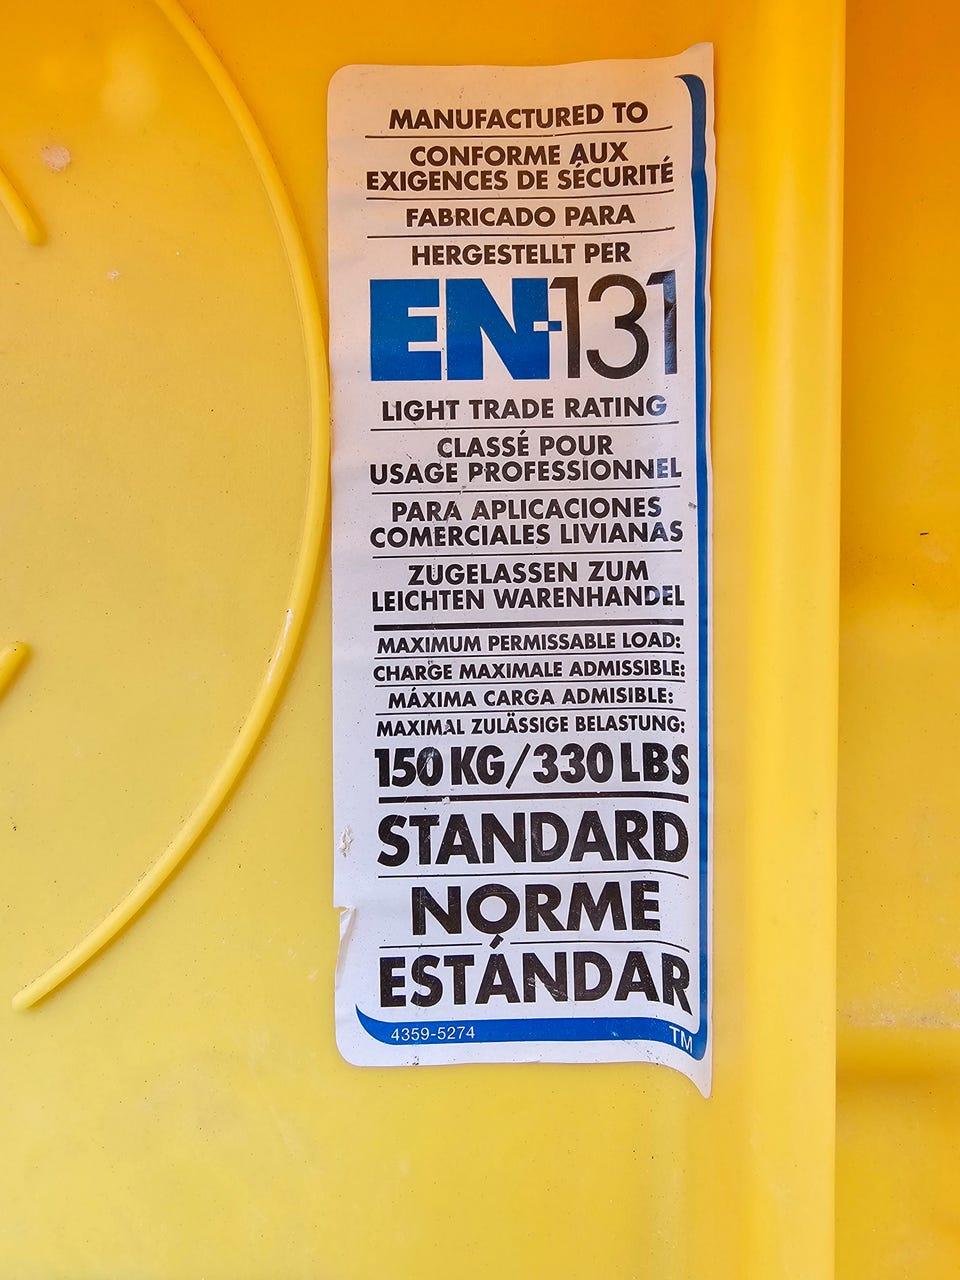 MANUFACTURED TO
CONFORME AUX
EXIGENCES DE SÉCURITÉ
FABRICADO PARA
HERGESTELLT PER
EN-131
LIGHT TRADE RATING
CLASSÉ POUR
USAGE PROFESSIONNEL
PARA APLICACIONES
COMERCIALES LIVIANAS
ZUGELASSEN ZUM
LEICHTEN WARENHANDEL
MAXIMUM PERMISSABLE LOAD:
CHARGE MAXIMALE ADMISSIBLE:
MÁXIMA CARGA ADMISIBLE:
MAXIMAL ZULÄSSIGE BELASTUNG:
150 KG/330 LBS
STANDARD
NORME
ESTÁNDAR
4359-5274
TM